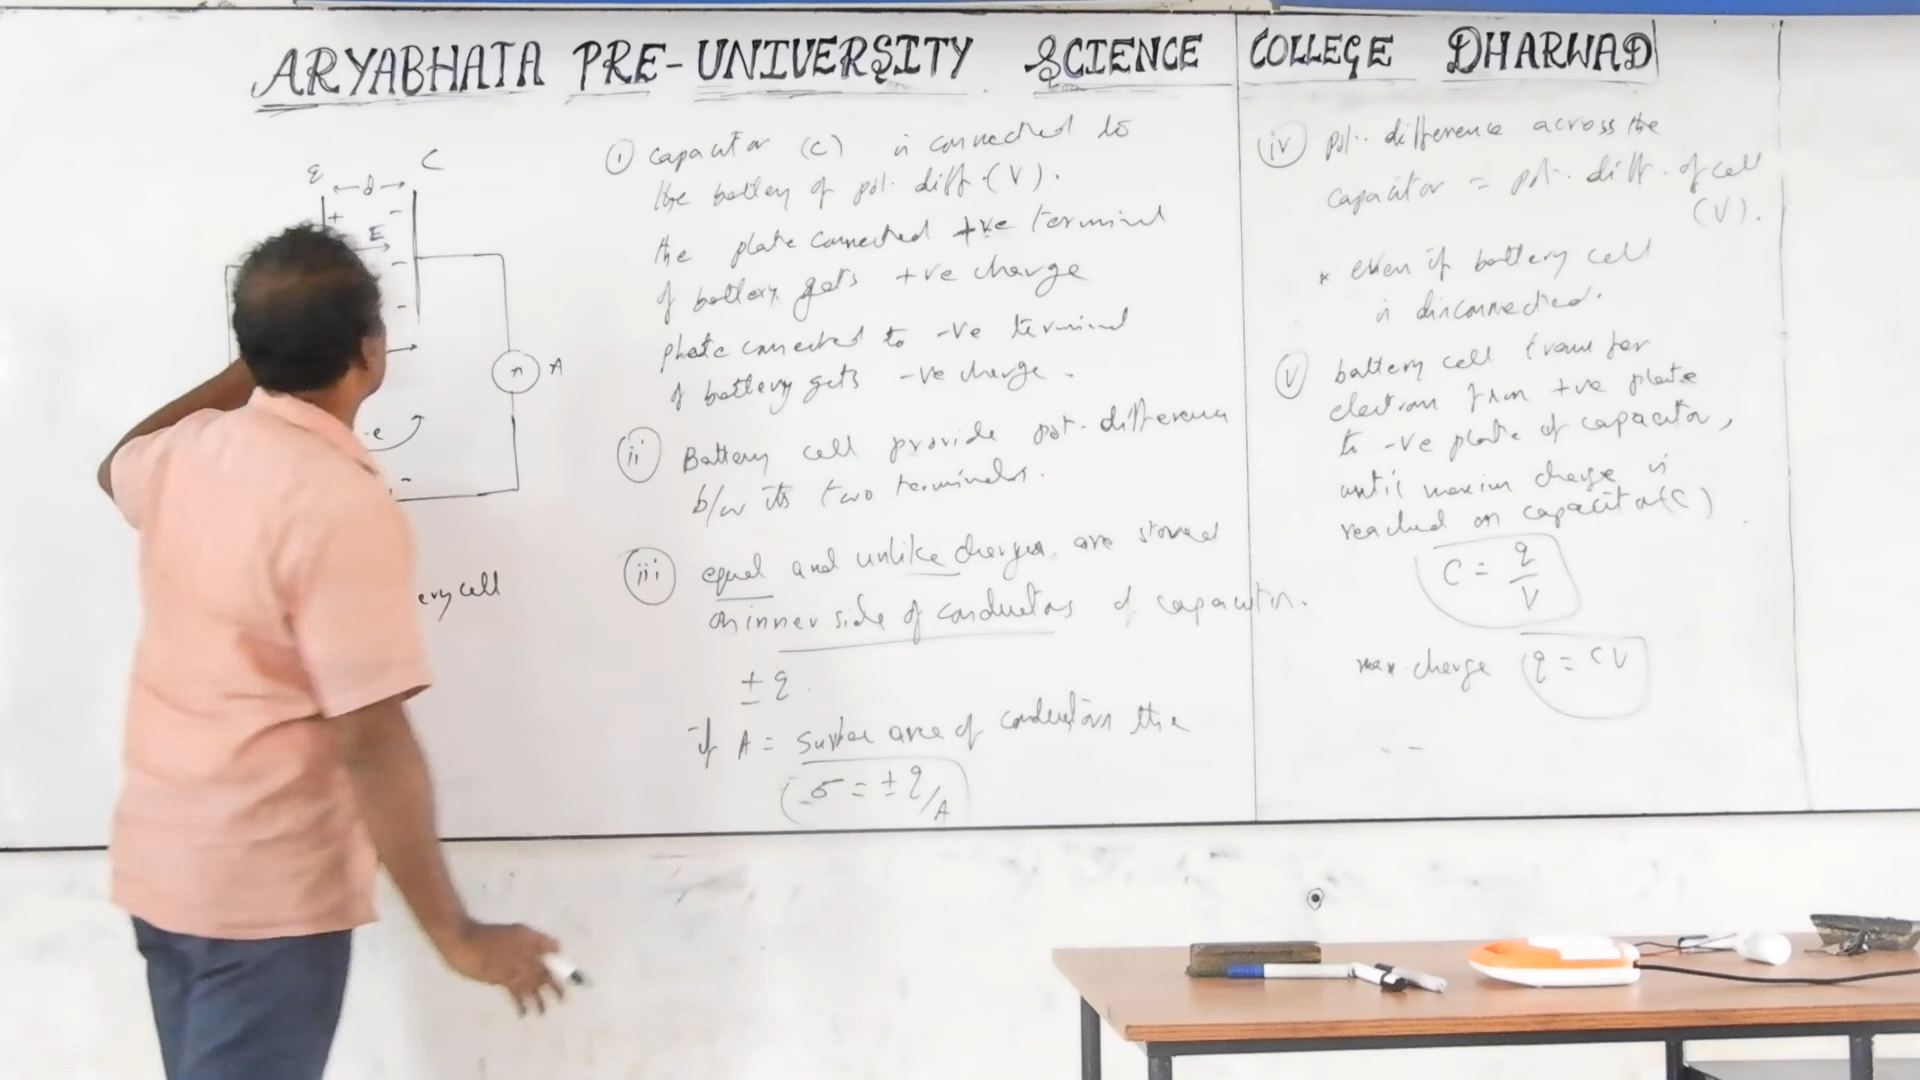 ARYABHATA PRE-UNIVERSITY SCIENCE COLLEGE DHARWAD
q C
←d→
+ -
E
-
-
-e
-
n A
ery cell
i capacitor (C) is connected to
the battery of pot. diff. (V).
the plate connected +ve terminal
of battery gets +ve charge
plate connected to -ve terminal
of battery gets -ve charge.
ii Battery cell provide pot. difference
b/w its two terminals.
iii equal and unlike charges are stored
on inner side of conductors of capacitor.
± q.
if A = surface area of conductors the
σ = ± q/A
iv pot. difference across the
capacitor = pot. diff. of cell
(V).
* even if battery cell
is disconnected.
V battery cell transfer
electron from +ve plate
to -ve plate of capacitor,
until maxium charge is
reached on capacitor (C)
C = q/V
max. charge q = CV